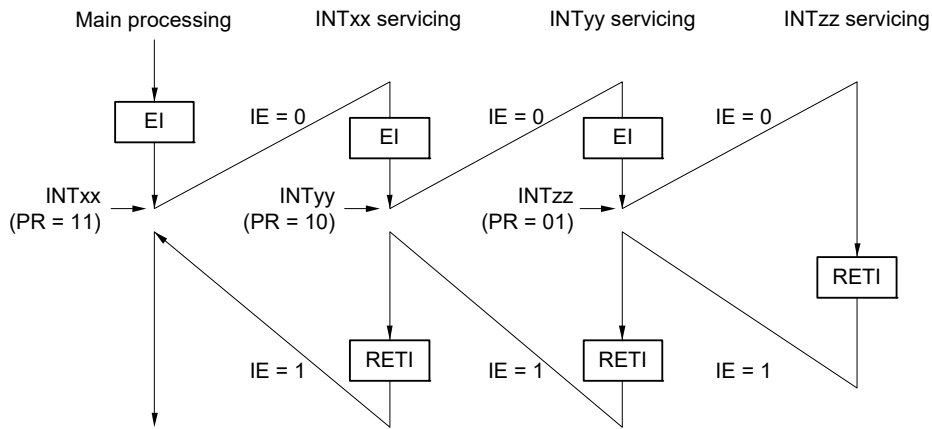 Main processing
INTxx servicing
INTyy servicing
INTzz servicing
EI
IE = 0
EI
IE = 0
EI
IE = 0
INTxx
(PR = 11)
INTyy
(PR = 10)
INTzz
(PR = 01)
RETI
IE = 1
RETI
IE = 1
RETI
IE = 1